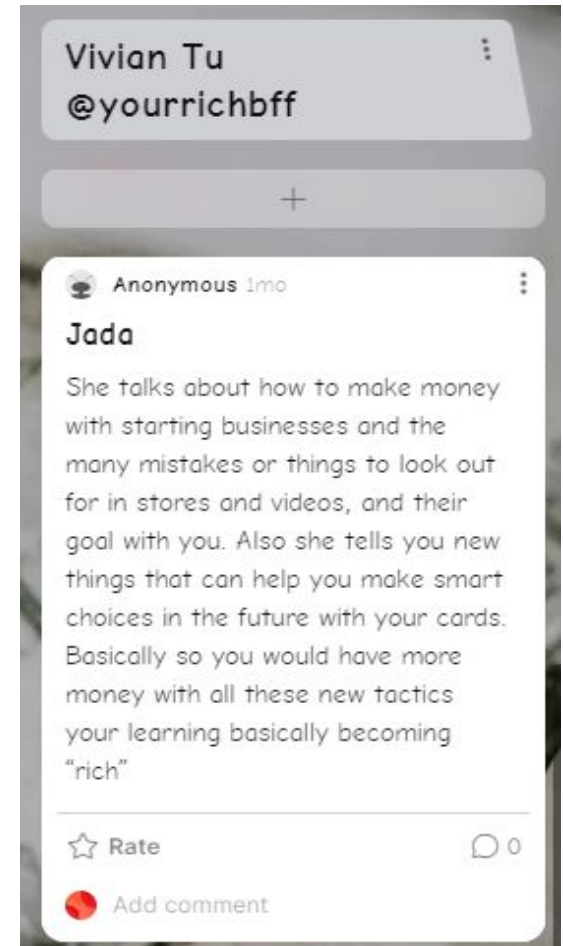 Vivian Tu
@yourrichbff
+
Anonymous 1mo
Jada
She talks about how to make money
with starting businesses and the
many mistakes or things to look out
for in stores and videos, and their
goal with you. Also she tells you new
things that can help you make smart
choices in the future with your cards.
Basically so you would have more
money with all these new tactics
your learning basically becoming
“rich”
Rate 0
Add comment